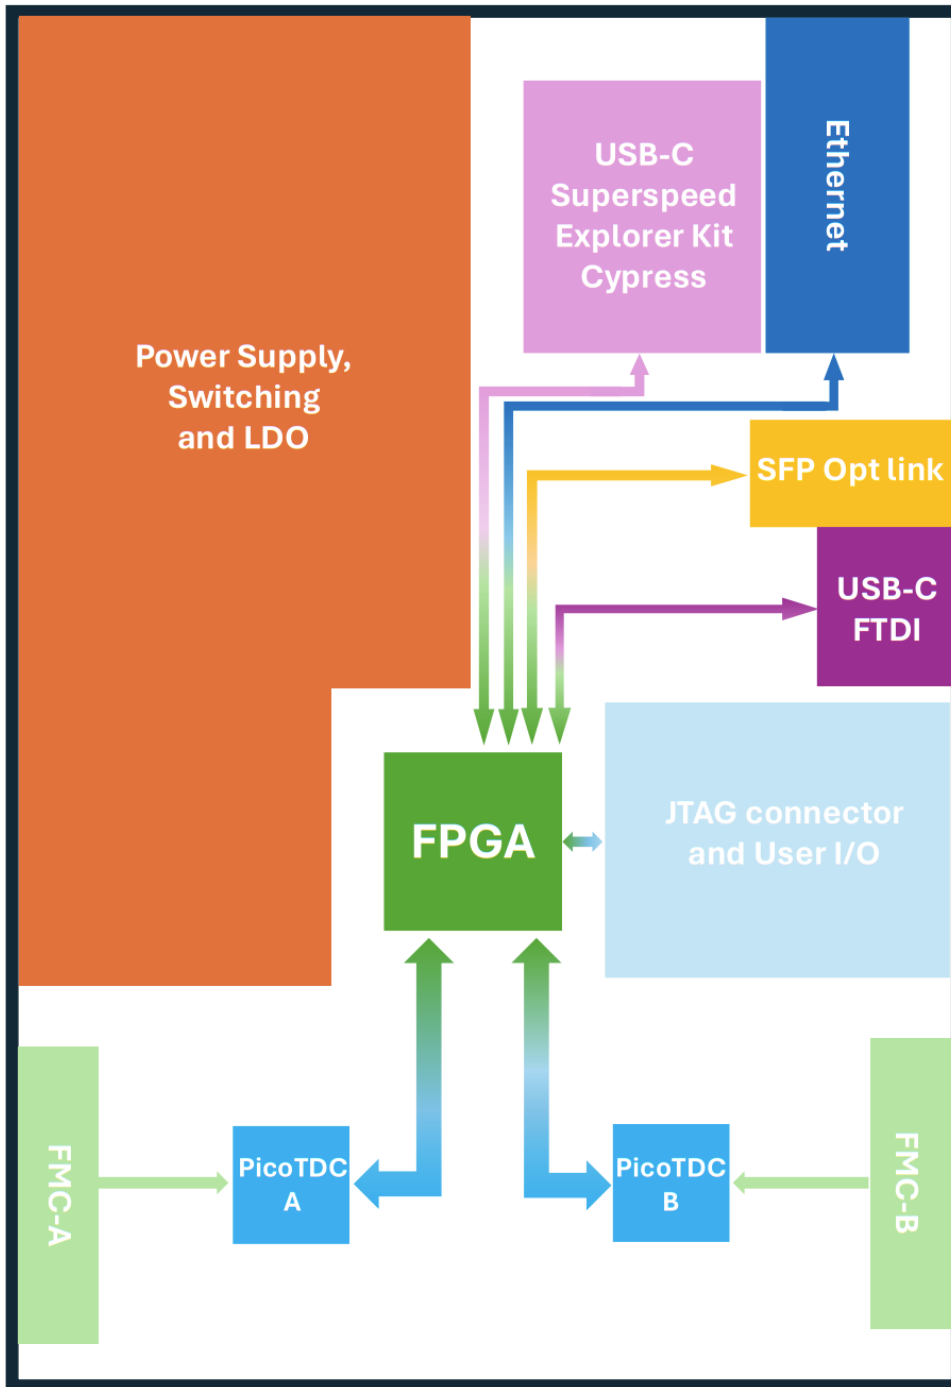 USB-C
Superspeed
Explorer Kit
Cypress
Ethernet
Power Supply,
Switching
and LDO
SFP Opt link
USB-C
FTDI
FPGA
JTAG connector
and User I/O
FMC-A
PicoTDC
A
PicoTDC
B
FMC-B